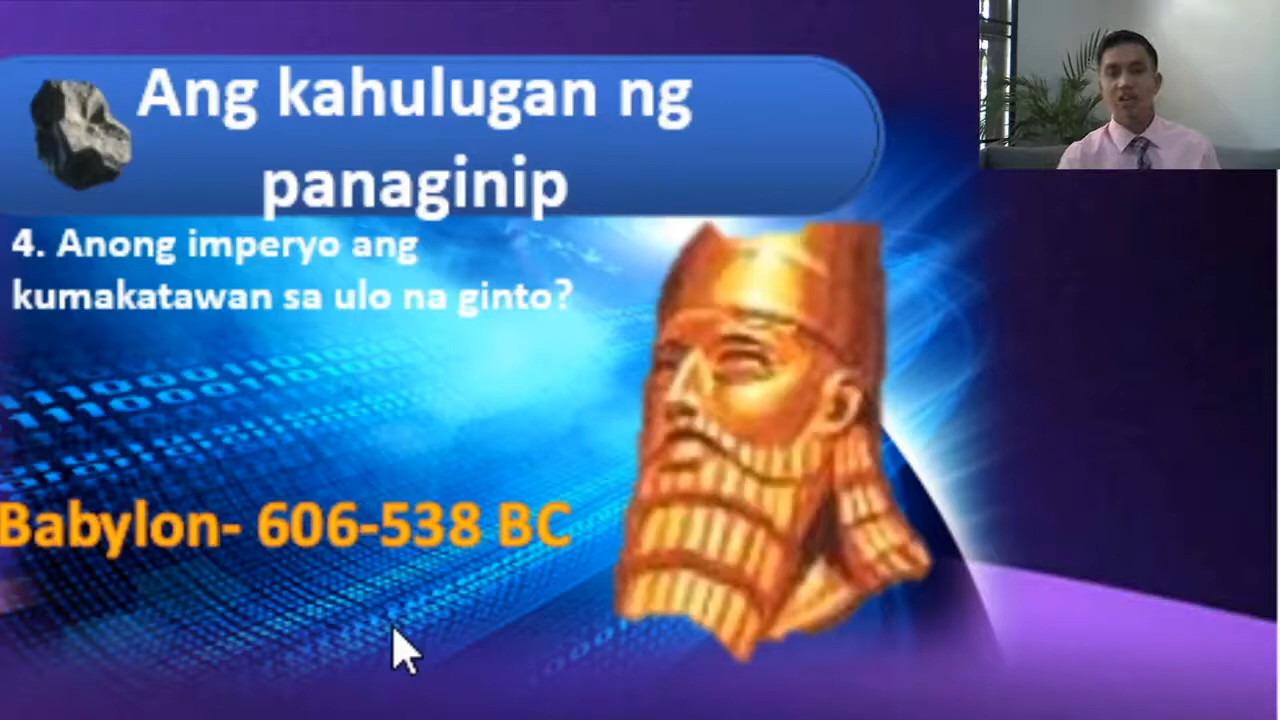 Ang kahulugan ng
panaginip
4. Anong imperyo ang
kumakatawan sa ulo na ginto?
Babylon- 606-538 BC